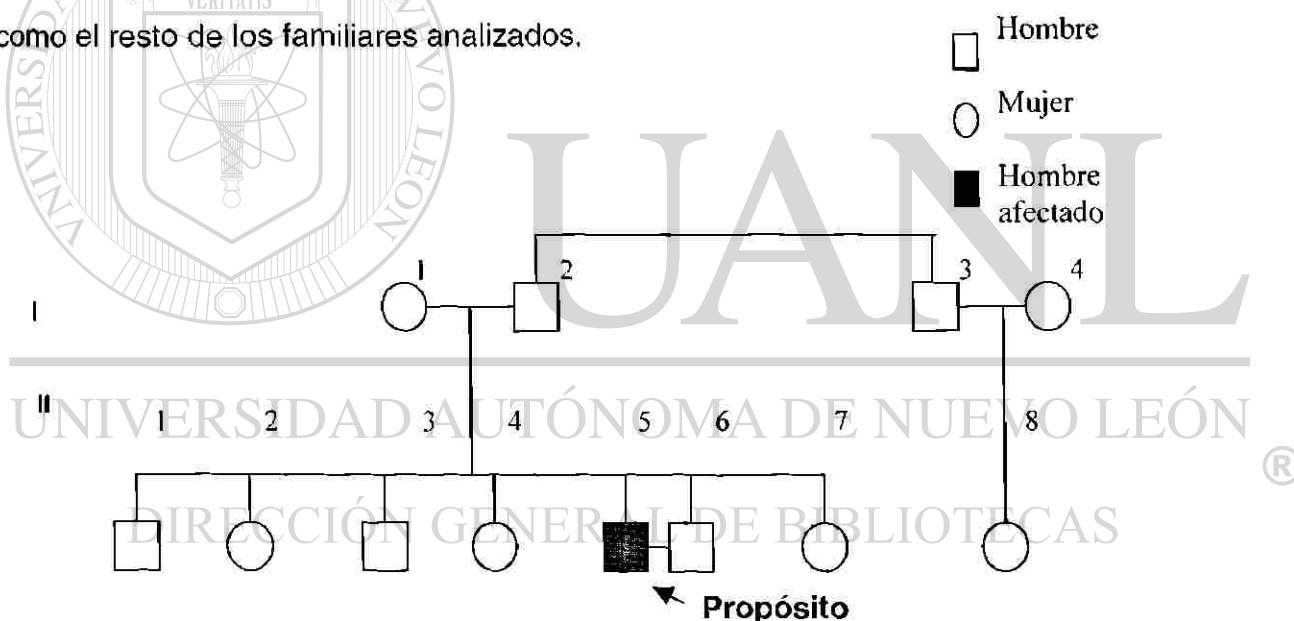 VERITATIS
como el resto de los familiares analizados.
Hombre
Mujer
Hombre
afectado
UANL
1 2 3 4
I
II
1 2 3 4 5 6 7 8
UNIVERSIDAD AUTÓNOMA DE NUEVO LEÓN
®
DIRECCIÓN GENERAL DE BIBLIOTECAS
Propósito